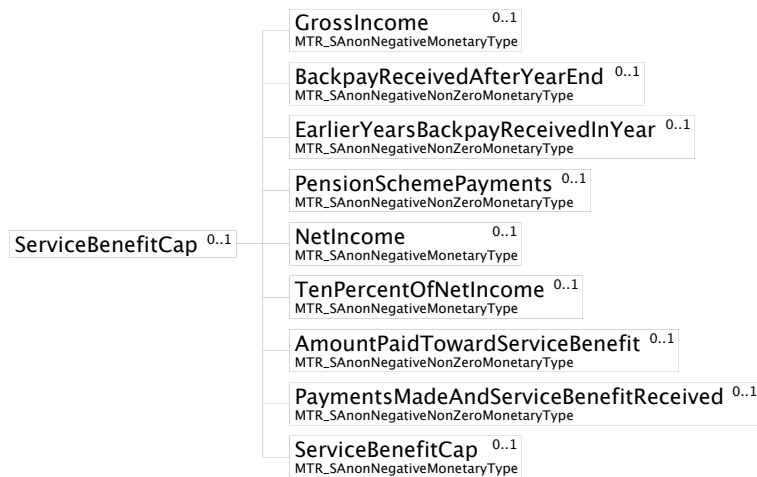 GrossIncome 0..1
MTR_SAnonNegativeMonetaryType
BackpayReceivedAfterYearEnd 0..1
MTR_SAnonNegativeNonZeroMonetaryType
EarlierYearsBackpayReceivedInYear 0..1
MTR_SAnonNegativeNonZeroMonetaryType
PensionSchemePayments 0..1
MTR_SAnonNegativeNonZeroMonetaryType
ServiceBenefitCap 0..1
NetIncome 0..1
MTR_SAnonNegativeMonetaryType
TenPercentOfNetIncome 0..1
MTR_SAnonNegativeMonetaryType
AmountPaidTowardServiceBenefit 0..1
MTR_SAnonNegativeNonZeroMonetaryType
PaymentsMadeAndServiceBenefitReceived 0..1
MTR_SAnonNegativeNonZeroMonetaryType
ServiceBenefitCap 0..1
MTR_SAnonNegativeMonetaryType